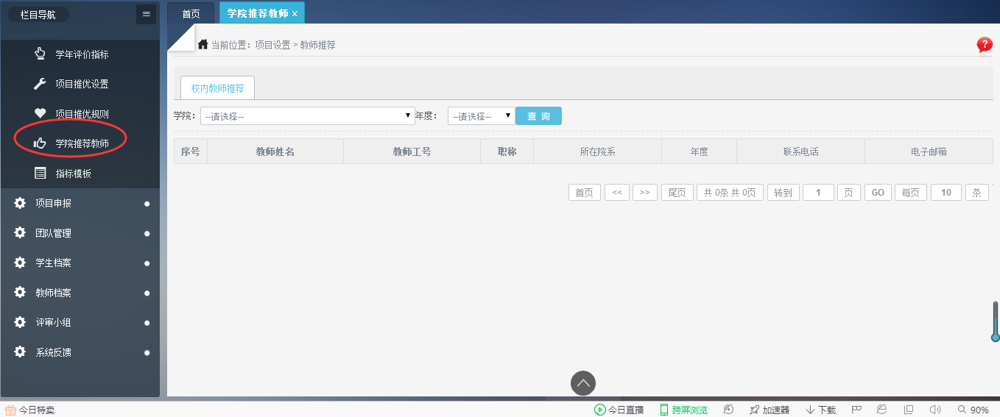 栏目导航
首页 学院推荐教师 ×
当前位置：项目设置 > 教师推荐
?
学年评价指标
项目推优设置
项目推优规则
学院推荐教师
指标模板
项目申报
团队管理
学生档案
教师档案
评审小组
系统反馈
校内教师推荐
学院： --请选择-- 年度： --请选择-- 查 询
序号 教师姓名 教师工号 职称 所在院系 年度 联系电话 电子邮箱
首页 << >> 尾页 共 0条 共 0页 转到 1 页 GO 每页 10 条
今日特卖 今日直播 跨屏浏览 加速器 下载 90%